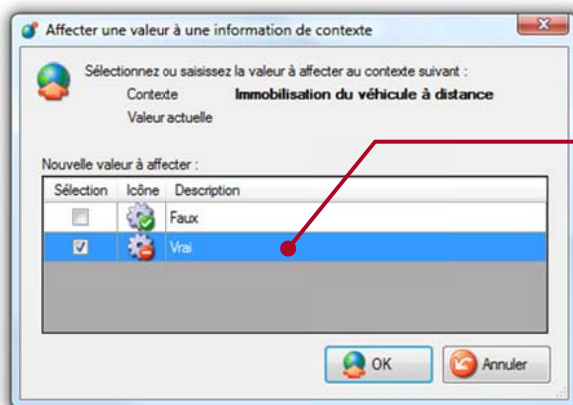 Affecter une valeur à une information de contexte
Sélectionnez ou saisissez la valeur à affecter au contexte suivant :
Contexte Immobilisation du véhicule à distance
Valeur actuelle
Nouvelle valeur à affecter :
Sélection Icône Description
Faux
Vrai
OK Annuler